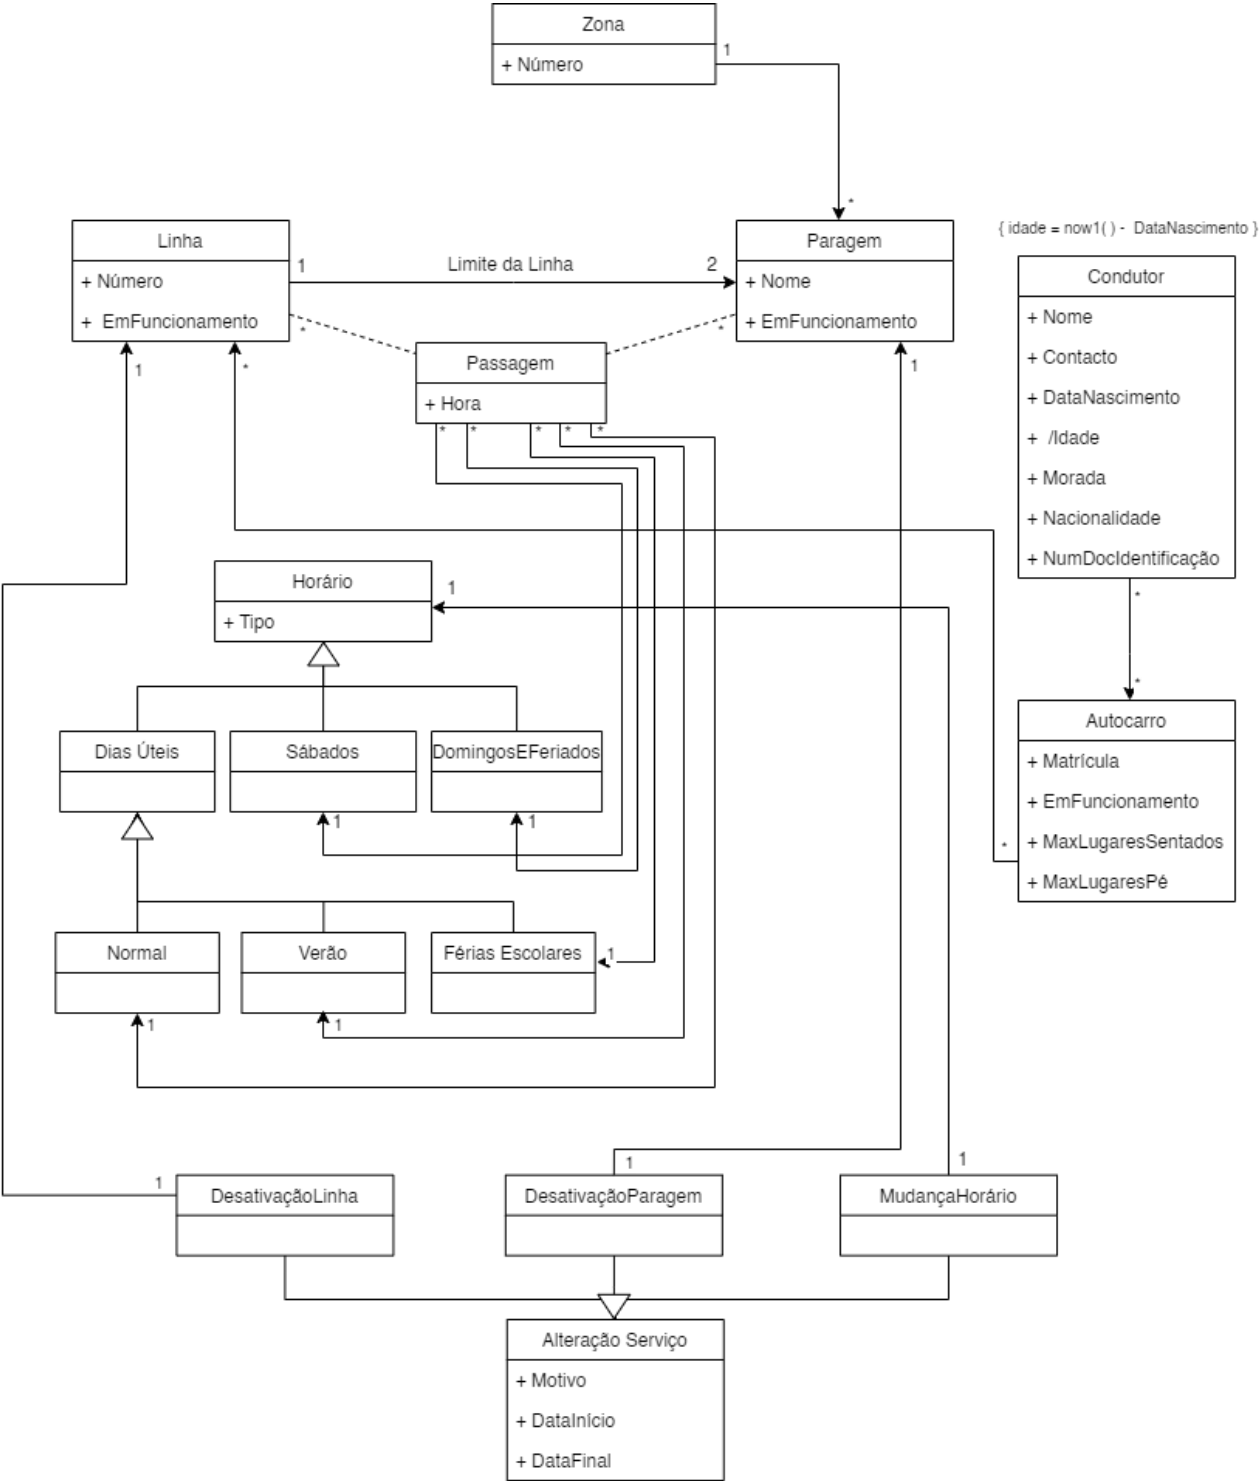 Zona
+ Número
1
*
{ idade = now1( ) - DataNascimento }
Linha
+ Número
+ EmFuncionamento
1
Limite da Linha
2
Paragem
+ Nome
+ EmFuncionamento
*
*
1
*
1
Passagem
+ Hora
*
*
*
*
*
Condutor
+ Nome
+ Contacto
+ DataNascimento
+ /Idade
+ Morada
+ Nacionalidade
+ NumDocIdentificação
*
*
Horário
+ Tipo
1
Autocarro
+ Matrícula
+ EmFuncionamento
+ MaxLugaresSentados
+ MaxLugaresPé
*
Dias Úteis
Sábados
DomingosEFeriados
1
1
Normal
Verão
Férias Escolares
1
1
1
1
1
1
DesativaçãoLinha
DesativaçãoParagem
MudançaHorário
Alteração Serviço
+ Motivo
+ DataInício
+ DataFinal